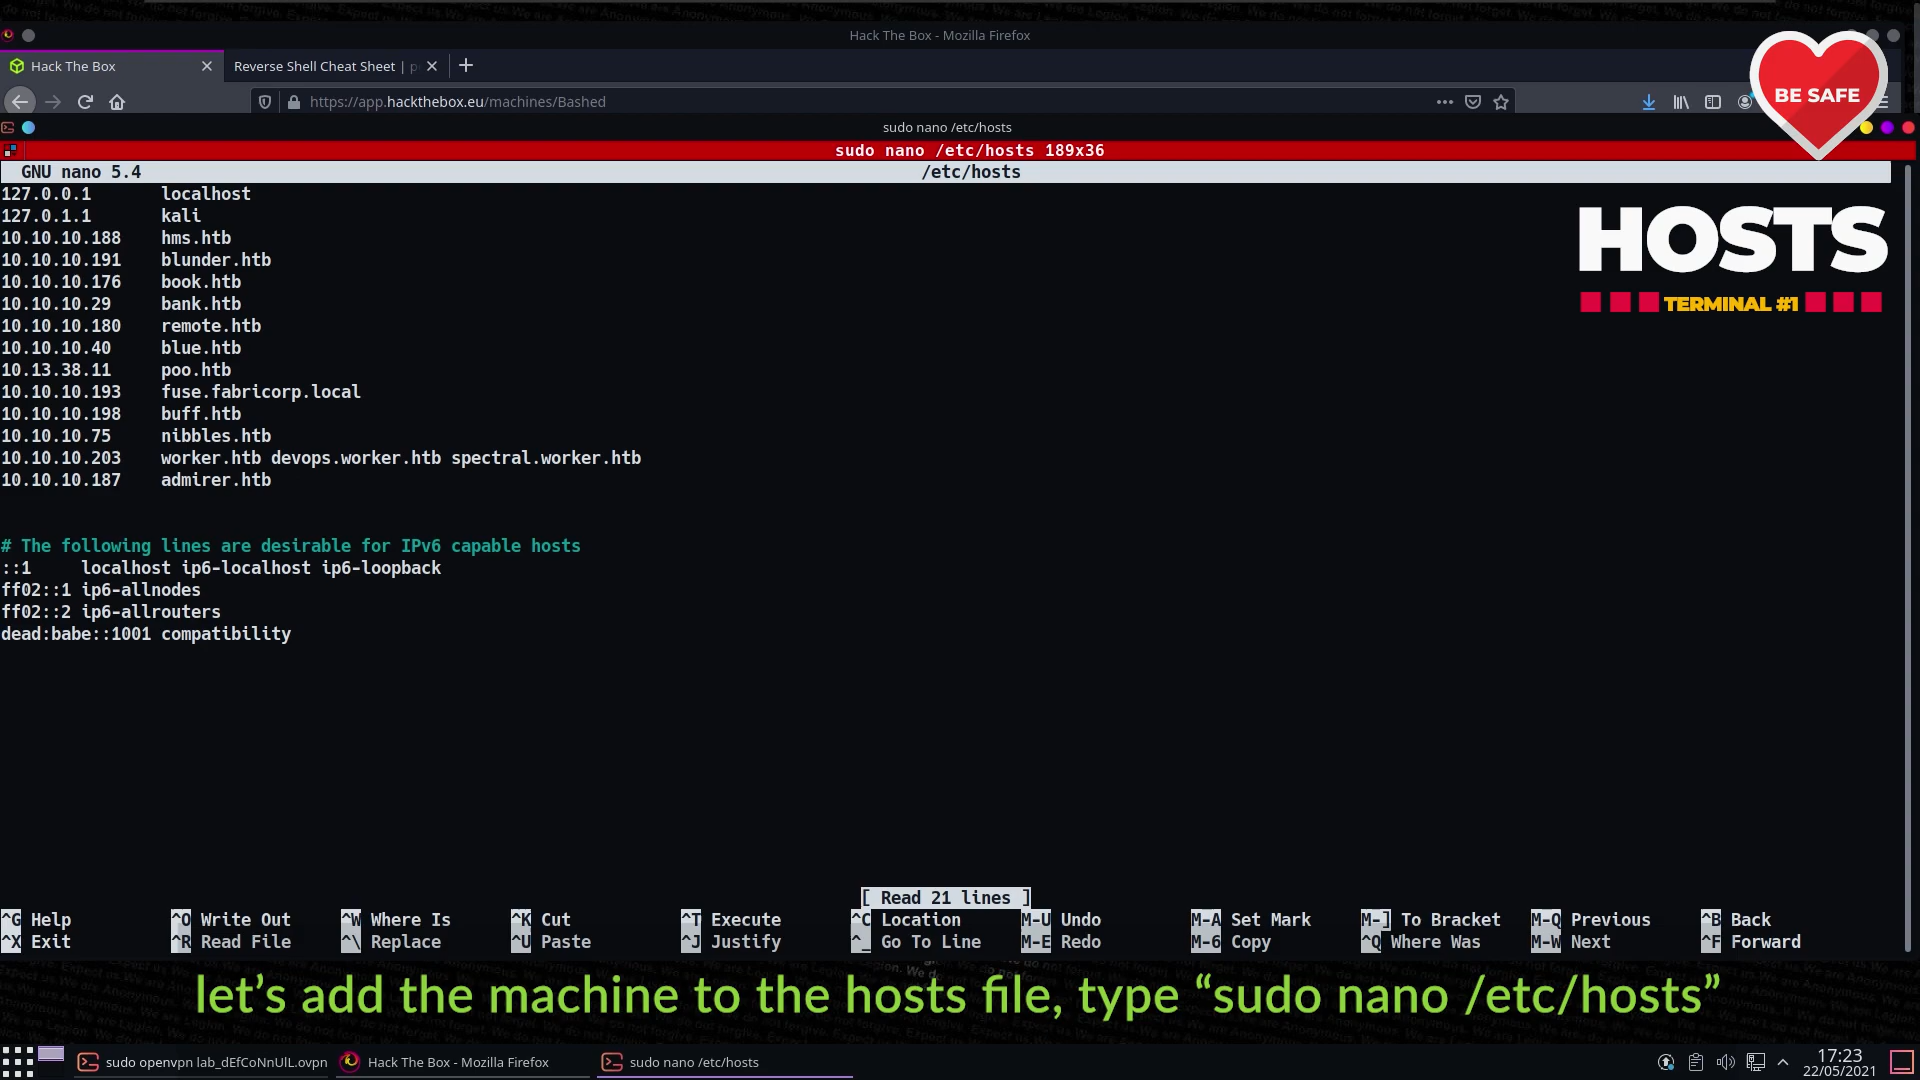 Hack The Box - Mozilla Firefox
Hack The Box
Reverse Shell Cheat Sheet | p
https://app.hackthebox.eu/machines/Bashed
BE SAFE
sudo nano /etc/hosts
sudo nano /etc/hosts 189x36
GNU nano 5.4 /etc/hosts
127.0.0.1 localhost
127.0.1.1 kali
10.10.10.188 hms.htb
10.10.10.191 blunder.htb
10.10.10.176 book.htb
10.10.10.29 bank.htb
10.10.10.180 remote.htb
10.10.10.40 blue.htb
10.13.38.11 poo.htb
10.10.10.193 fuse.fabricorp.local
10.10.10.198 buff.htb
10.10.10.75 nibbles.htb
10.10.10.203 worker.htb devops.worker.htb spectral.worker.htb
10.10.10.187 admirer.htb
HOSTS
TERMINAL #1
# The following lines are desirable for IPv6 capable hosts
::1 localhost ip6-localhost ip6-loopback
ff02::1 ip6-allnodes
ff02::2 ip6-allrouters
dead:babe::1001 compatibility
[ Read 21 lines ]
^G Help ^O Write Out ^W Where Is ^K Cut ^T Execute ^C Location M-U Undo M-A Set Mark M-] To Bracket M-Q Previous ^B Back
^X Exit ^R Read File ^\ Replace ^U Paste ^J Justify ^_ Go To Line M-E Redo M-6 Copy ^Q Where Was M-W Next ^F Forward
let’s add the machine to the hosts file, type “sudo nano /etc/hosts”
sudo openvpn lab_dEfCoNnUlL.ovpn
Hack The Box - Mozilla Firefox
sudo nano /etc/hosts
17:23
22/05/2021